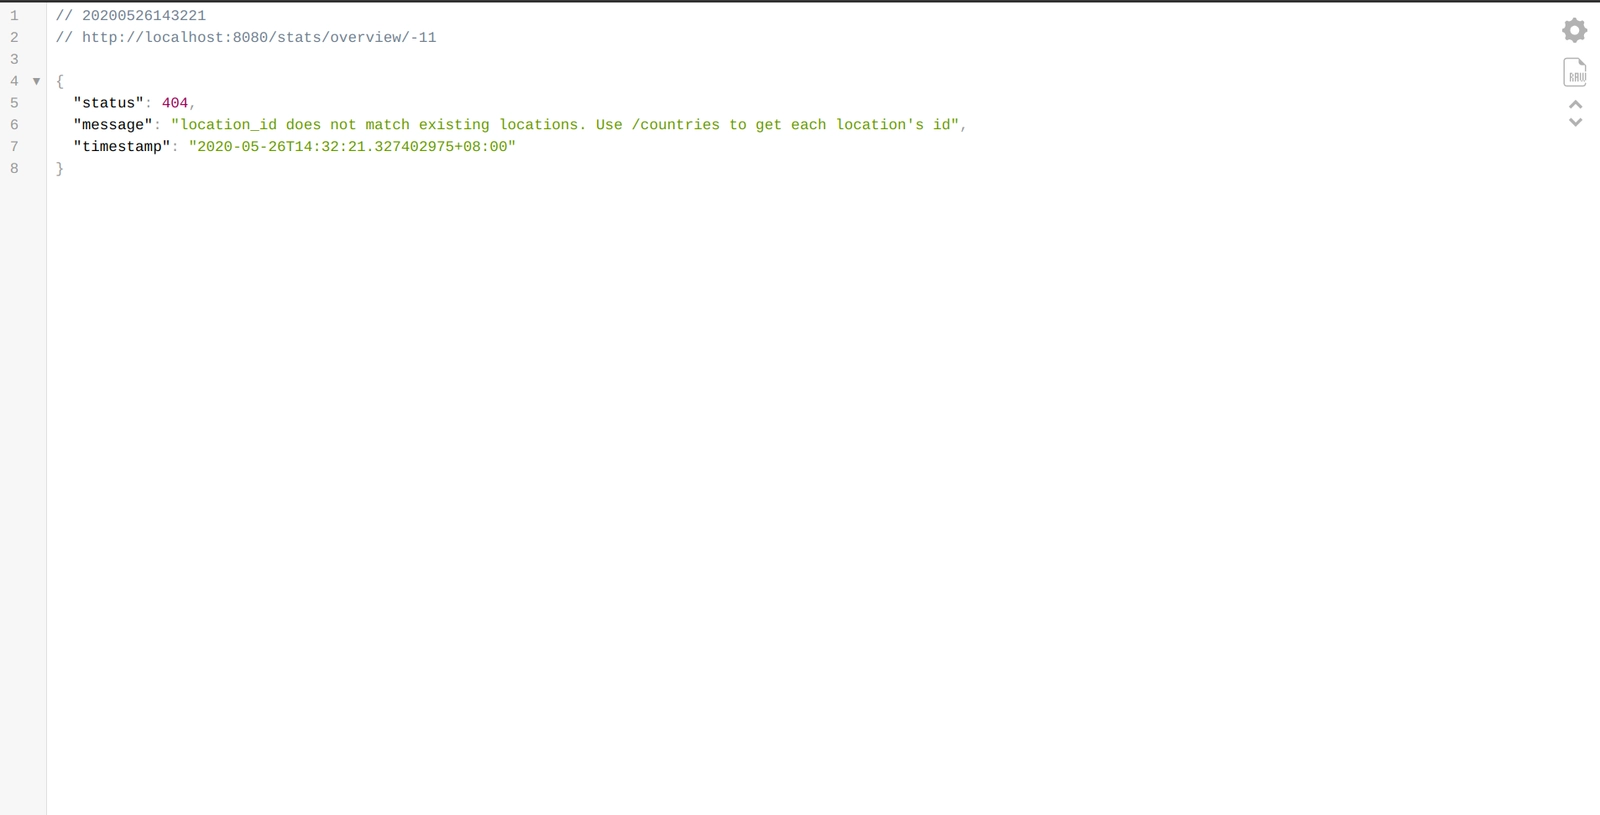 1 // 20200526143221
2 // http://localhost:8080/stats/overview/-11
3
4 ▼ {
5 "status": 404,
6 "message": "location_id does not match existing locations. Use /countries to get each location's id",
7 "timestamp": "2020-05-26T14:32:21.327402975+08:00"
8 }
RAW